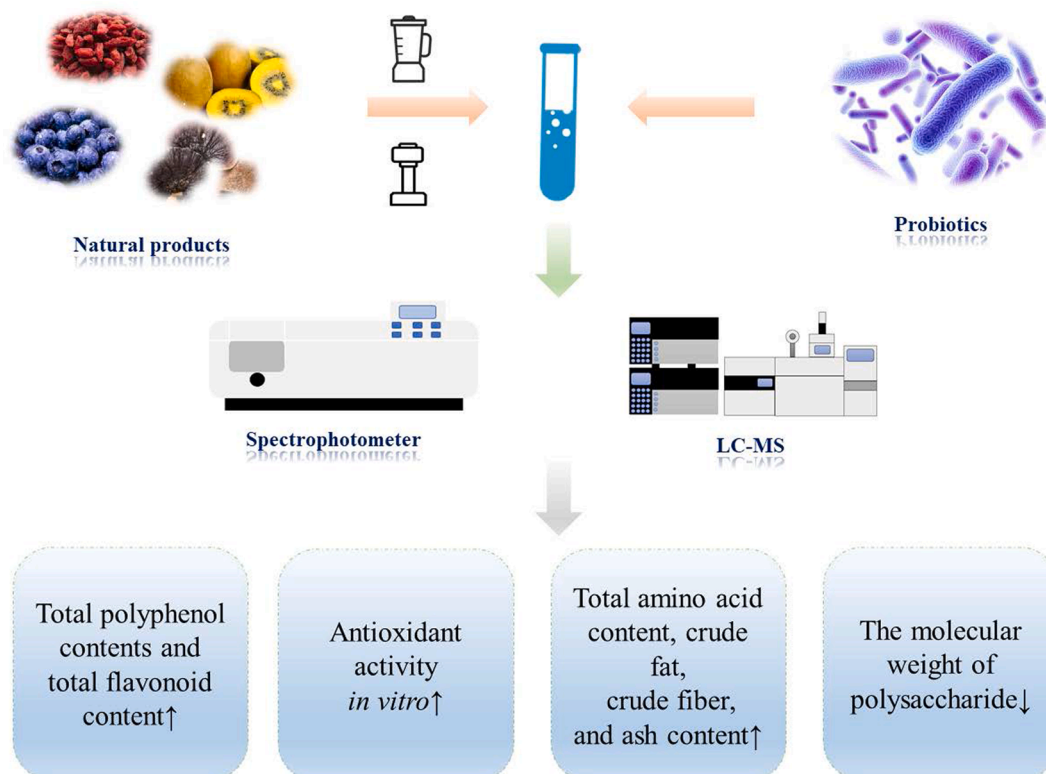 Natural products
Probiotics
Spectrophotometer
LC-MS
Total polyphenol
contents and
total flavonoid
content↑
Antioxidant
activity
in vitro↑
Total amino acid
content, crude
fat,
crude fiber,
and ash content↑
The molecular
weight of
polysaccharide↓